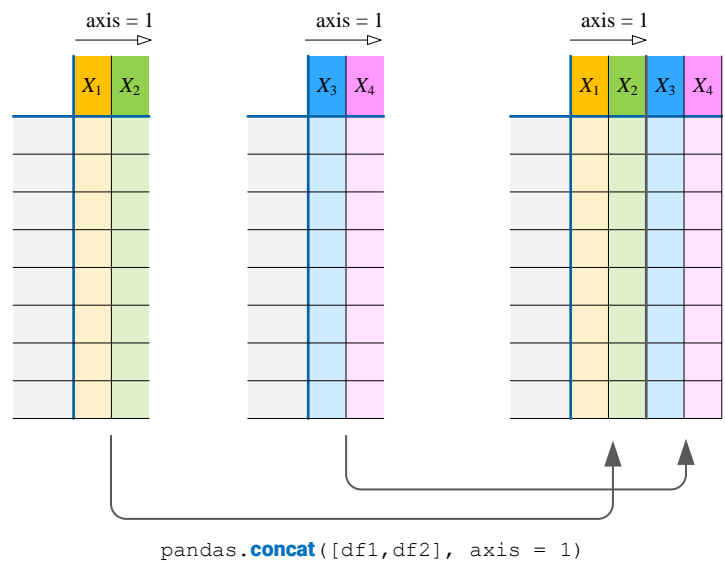 axis = 1 axis = 1 axis = 1
X1 X2 X3 X4 X1 X2 X3 X4
pandas.concat([df1,df2], axis = 1)